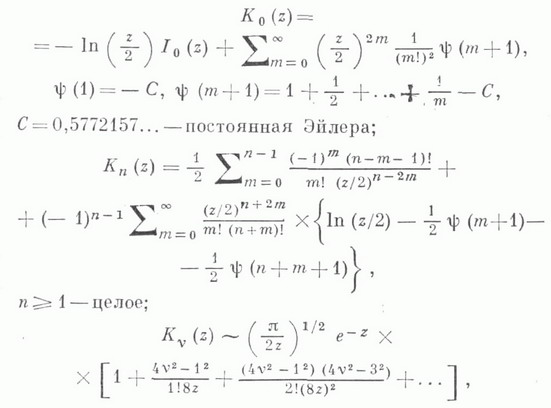 K₀ (z) =
= — ln (z/2) I₀ (z) + ∑_{m=0}^{∞} (z/2)^{2m} 1/(m!)² ψ (m+1),
ψ (1) = — C, ψ (m+1) = 1 + 1/2 + ... + 1/m — C,
C = 0,5772157... — постоянная Эйлера;
Kₙ (z) = 1/2 ∑_{m=0}^{n-1} (-1)^m (n-m-1)! / m! (z/2)^{n-2m} +
+ (- 1)^{n-1} ∑_{m=0}^{∞} (z/2)^{n+2m} / m! (n+m)! × {ln (z/2) — 1/2 ψ (m+1)—
— 1/2 ψ (n+m+1)},
n ⩾ 1—целое;
K_ν (z) ~ (π/2z)^{1/2} e^{-z} ×
× [1 + 4ν²-1²/1!8z + (4ν²-1²) (4ν²-3²)/2!(8z)² + ...],